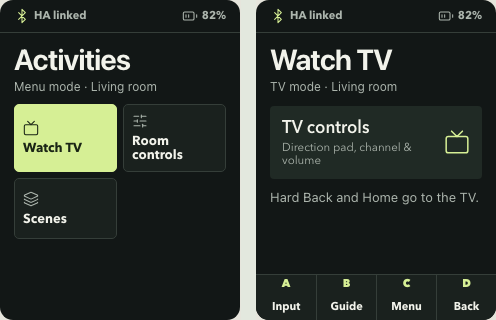 HA linked
82%
Activities
Menu mode · Living room
Watch TV
Room
controls
Scenes
HA linked
82%
Watch TV
TV mode · Living room
TV controls
Direction pad, channel &
volume
Hard Back and Home go to the TV.
A
Input
B
Guide
C
Menu
D
Back